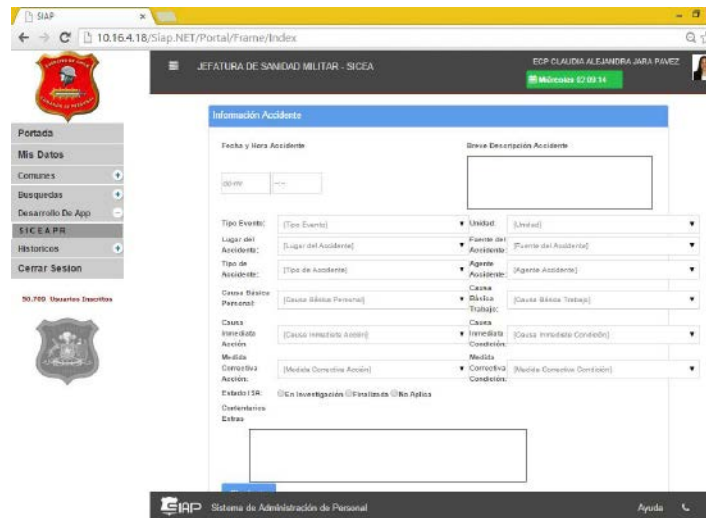 SIAP
10.16.4.18/Siap.NET/Portal/Frame/Index
JEFATURA DE SANIDAD MILITAR - SICEA
ECP CLAUDIA ALEJANDRA JARA PAVEZ
Miércoles 02:09:14
Portada
Mis Datos
Comunes
Busquedas
Desarrollo De App
SICEAPR
Historicos
Cerrar Sesion
50.709 Usuarios Inscritos
Información Accidente
Fecha y Hora Accidente
Breve Descripción Accidente
Tipo Evento: [Tipo Evento]
Unidad: [Unidad]
Lugar del Accidente: [Lugar del Accidente]
Fuente del Accidente: [Fuente del Accidente]
Tipo de Accidente: [Tipo de Accidente]
Agente Accidente: [Agente Accidente]
Causa Básica Personal: [Causa Básica Personal]
Causa Básica Trabajo: [Causa Básica Trabajo]
Causa Inmediata Acción [Causa Inmediata Acción]
Causa Inmediata Condición: [Causa Inmediata Condición]
Medida Correctiva Acción: [Medida Correctiva Acción]
Medida Correctiva Condición: [Medida Correctiva Condición]
Estado ISA: En Investigación Finalizada No Aplica
Comentarios Extras
SIAP Sistema de Administración de Personal
Ayuda